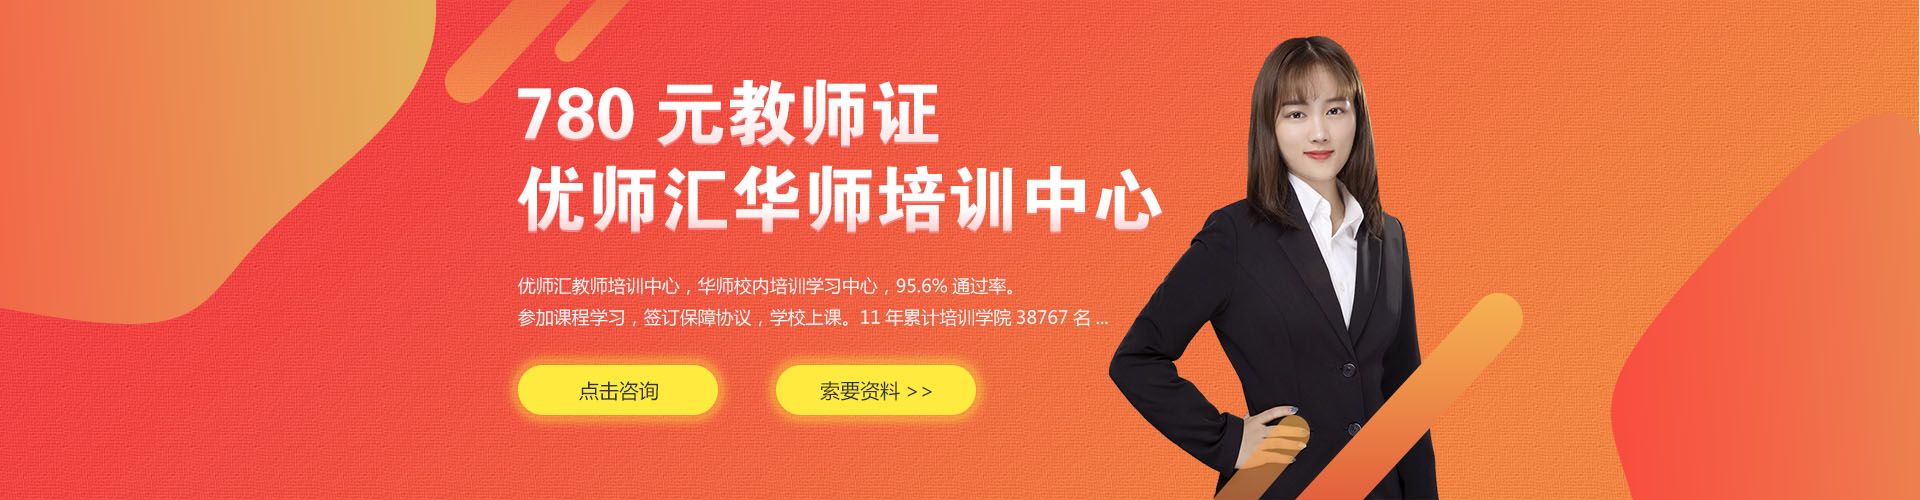 780 元教师证
优师汇华师培训中心
优师汇教师培训中心，华师校内培训学习中心，95.6% 通过率。
参加课程学习，签订保障协议，学校上课。11 年累计培训学院 38767 名 ...
点击咨询
索要资料 >>